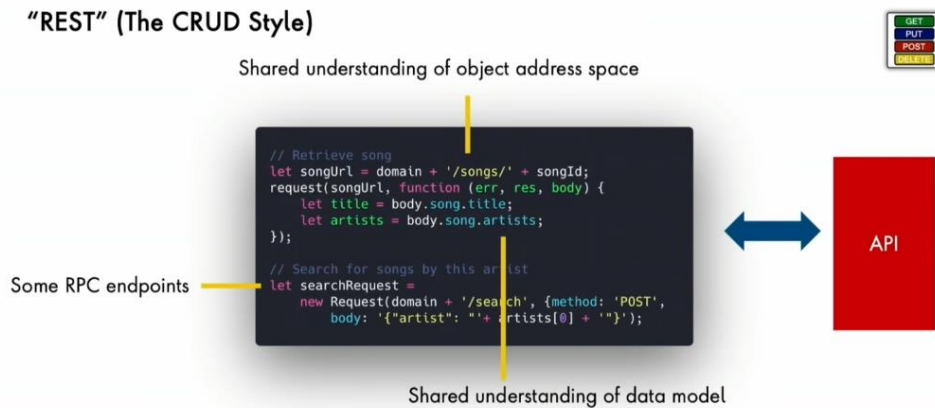 “REST” (The CRUD Style)
GET
PUT
POST
DELETE
Shared understanding of object address space
// Retrieve song
let songUrl = domain + '/songs/' + songId;
request(songUrl, function (err, res, body) {
    let title = body.song.title;
    let artists = body.song.artists;
});
// Search for songs by this artist
let searchRequest =
    new Request(domain + '/search', {method: 'POST',
        body: '{"artist": "'+ artists[0] + '"}');
Some RPC endpoints
API
Shared understanding of data model